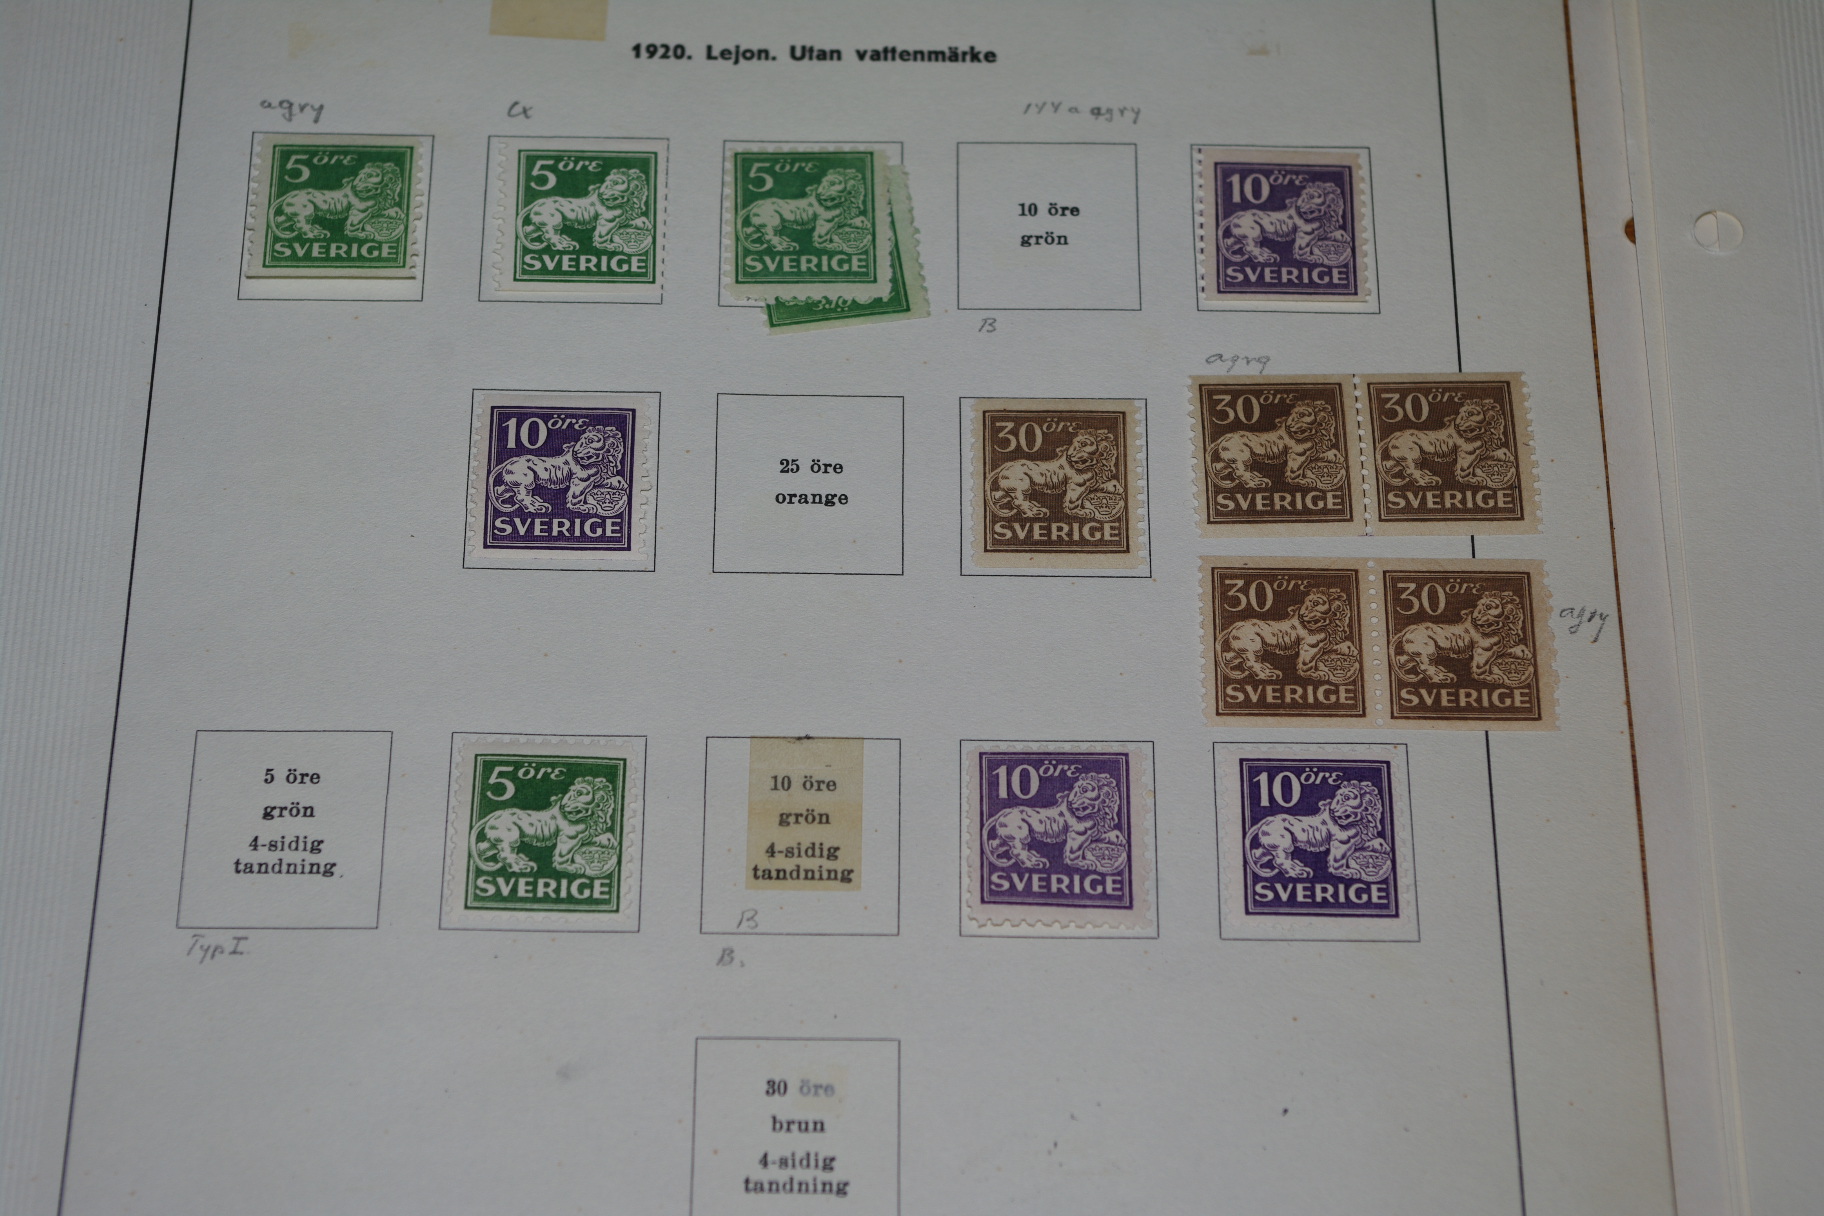 1920. Lejon. Utan vattenmärke
agry
α
144a agry
5 öre
SVERIGE
5 öre
SVERIGE
5 öre
SVERIGE
10 öre
grön
10 öre
SVERIGE
B
agry
10 öre
SVERIGE
25 öre
orange
30 öre
SVERIGE
30 öre
SVERIGE
30 öre
SVERIGE
30 öre
SVERIGE
30 öre
SVERIGE
agry
5 öre
grön
4-sidig
tandning
Typ I
5 öre
SVERIGE
10 öre
grön
4-sidig
tandning
B
B.
10 öre
SVERIGE
10 öre
SVERIGE
30 öre
brun
4-sidig
tandning